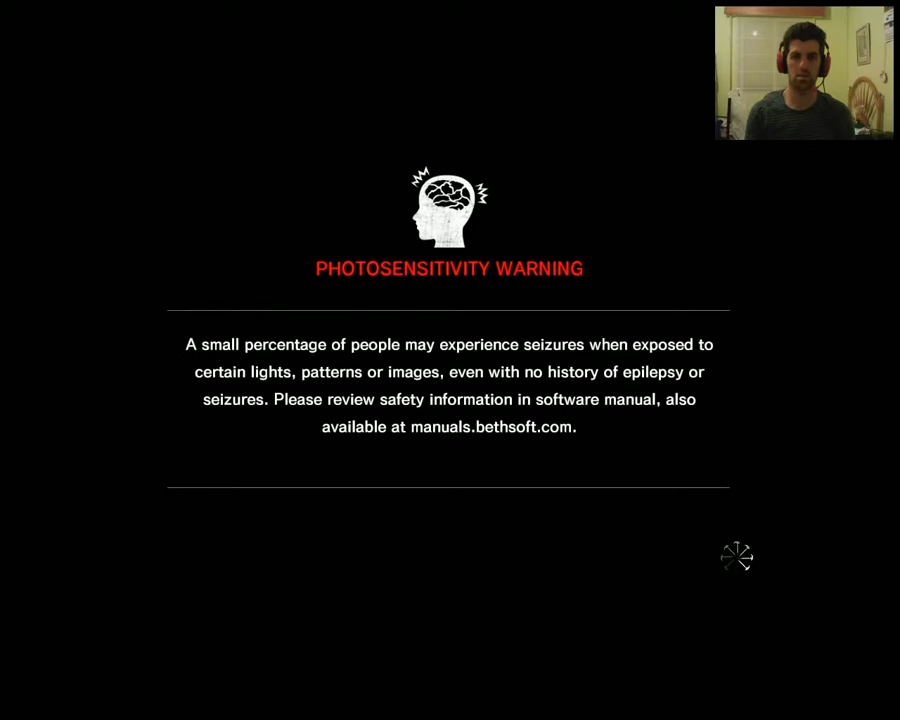 PHOTOSENSITIVITY WARNING
A small percentage of people may experience seizures when exposed to
certain lights, patterns or images, even with no history of epilepsy or
seizures. Please review safety information in software manual, also
available at manuals.bethsoft.com.